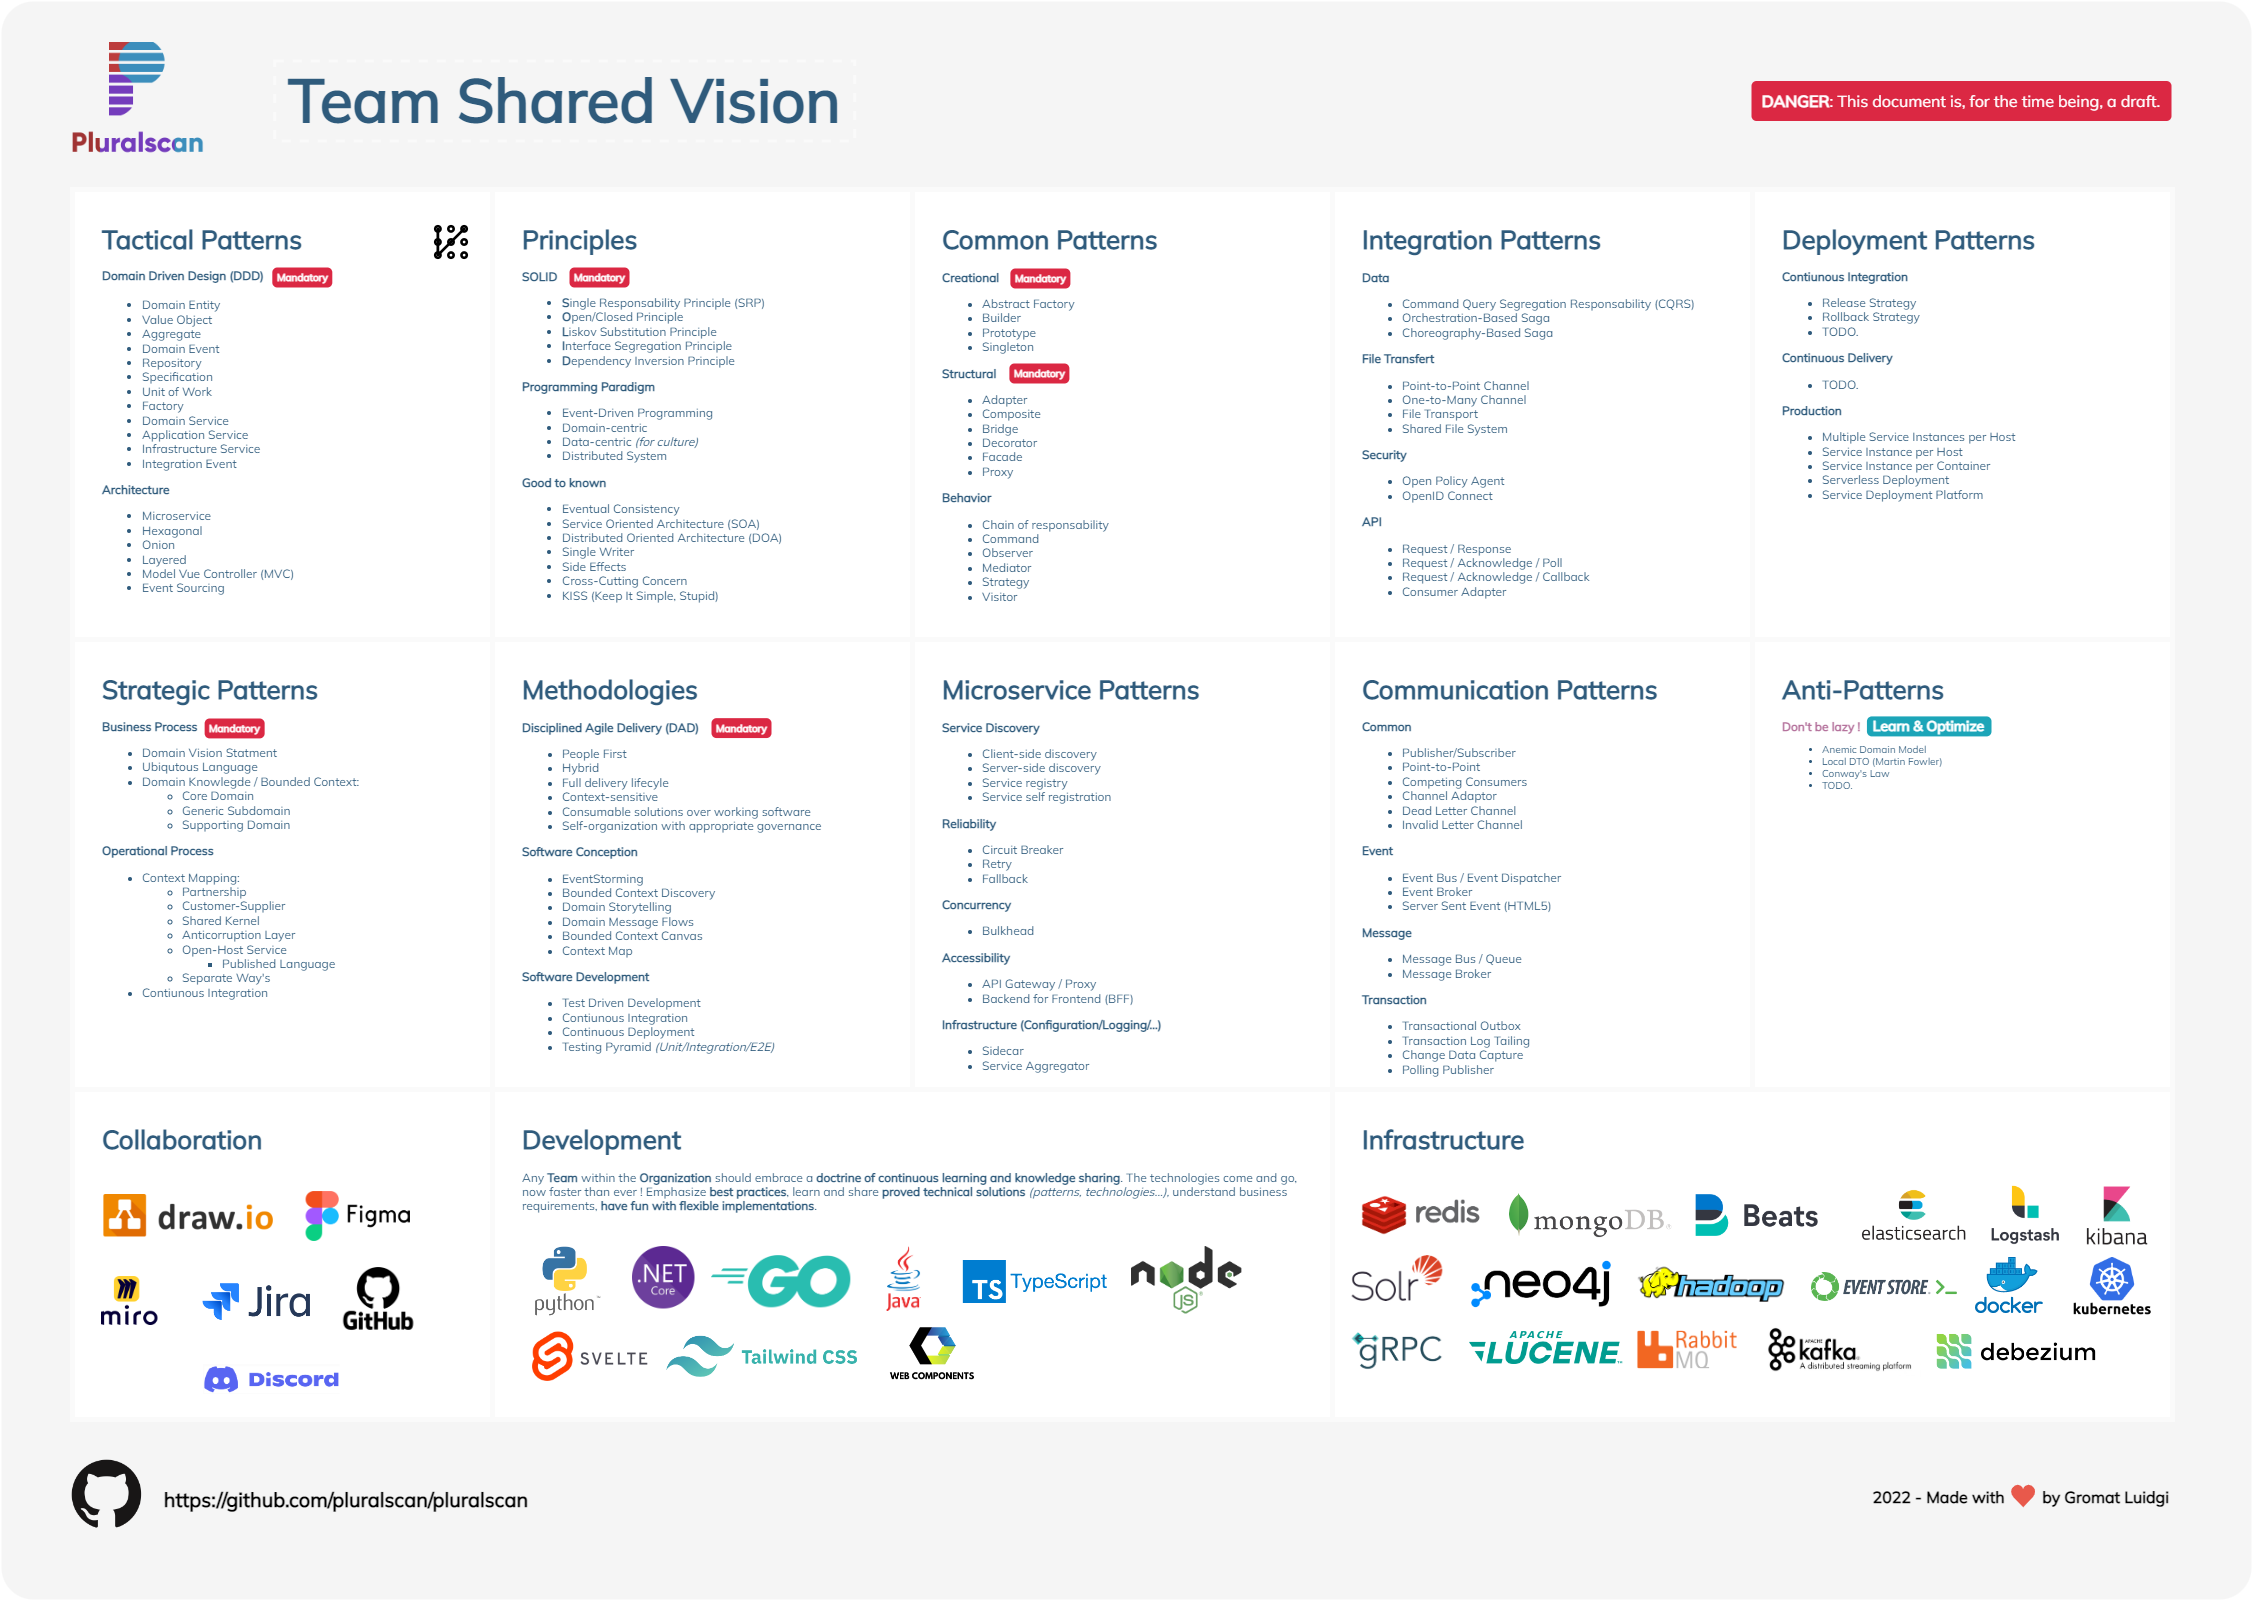 Pluralscan
Team Shared Vision
DANGER: This document is, for the time being, a draft.
Tactical Patterns
Domain Driven Design (DDD) Mandatory
Domain Entity
Value Object
Aggregate
Domain Event
Repository
Specification
Unit of Work
Factory
Domain Service
Application Service
Infrastructure Service
Integration Event
Architecture
Microservice
Hexagonal
Onion
Layered
Model Vue Controller (MVC)
Event Sourcing
Principles
SOLID Mandatory
Single Responsability Principle (SRP)
Open/Closed Principle
Liskov Substitution Principle
Interface Segregation Principle
Dependency Inversion Principle
Programming Paradigm
Event-Driven Programming
Domain-centric
Data-centric (for culture)
Distributed System
Good to known
Eventual Consistency
Service Oriented Architecture (SOA)
Distributed Oriented Architecture (DOA)
Single Writer
Side Effects
Cross-Cutting Concern
KISS (Keep It Simple, Stupid)
Common Patterns
Creational Mandatory
Abstract Factory
Builder
Prototype
Singleton
Structural Mandatory
Adapter
Composite
Bridge
Decorator
Facade
Proxy
Behavior
Chain of responsability
Command
Observer
Mediator
Strategy
Visitor
Integration Patterns
Data
Command Query Segregation Responsability (CQRS)
Orchestration-Based Saga
Choreography-Based Saga
File Transfert
Point-to-Point Channel
One-to-Many Channel
File Transport
Shared File System
Security
Open Policy Agent
OpenID Connect
API
Request / Response
Request / Acknowledge / Poll
Request / Acknowledge / Callback
Consumer Adapter
Deployment Patterns
Contiunous Integration
Release Strategy
Rollback Strategy
TODO.
Continuous Delivery
TODO.
Production
Multiple Service Instances per Host
Service Instance per Host
Service Instance per Container
Serverless Deployment
Service Deployment Platform
Strategic Patterns
Business Process Mandatory
Domain Vision Statment
Ubiqutous Language
Domain Knowlegde / Bounded Context:
Core Domain
Generic Subdomain
Supporting Domain
Operational Process
Context Mapping:
Partnership
Customer-Supplier
Shared Kernel
Anticorruption Layer
Open-Host Service
Published Language
Separate Way's
Contiunous Integration
Methodologies
Disciplined Agile Delivery (DAD) Mandatory
People First
Hybrid
Full delivery lifecyle
Context-sensitive
Consumable solutions over working software
Self-organization with appropriate governance
Software Conception
EventStorming
Bounded Context Discovery
Domain Storytelling
Domain Message Flows
Bounded Context Canvas
Context Map
Software Development
Test Driven Development
Contiunous Integration
Continuous Deployment
Testing Pyramid (Unit/Integration/E2E)
Microservice Patterns
Service Discovery
Client-side discovery
Server-side discovery
Service registry
Service self registration
Reliability
Circuit Breaker
Retry
Fallback
Concurrency
Bulkhead
Accessibility
API Gateway / Proxy
Backend for Frontend (BFF)
Infrastructure (Configuration/Logging/...)
Sidecar
Service Aggregator
Communication Patterns
Common
Publisher/Subscriber
Point-to-Point
Competing Consumers
Channel Adaptor
Dead Letter Channel
Invalid Letter Channel
Event
Event Bus / Event Dispatcher
Event Broker
Server Sent Event (HTML5)
Message
Message Bus / Queue
Message Broker
Transaction
Transactional Outbox
Transaction Log Tailing
Change Data Capture
Polling Publisher
Anti-Patterns
Don't be lazy ! Learn & Optimize
Anemic Domain Model
Local DTO (Martin Fowler)
Conway's Law
TODO.
Collaboration
draw.io Figma
miro Jira GitHub
Discord
Development
Any Team within the Organization should embrace a doctrine of continuous learning and knowledge sharing. The technologies come and go,
now faster than ever ! Emphasize best practices, learn and share proved technical solutions (patterns, technologies...), understand business
requirements, have fun with flexible implementations.
python .NET Core GO Java TS TypeScript node JS
SVELTE Tailwind CSS WEB COMPONENTS
Infrastructure
redis mongoDB Beats elasticsearch Logstash kibana
Solr neo4j hadoop EVENT STORE docker kubernetes
gRPC APACHE LUCENE RabbitMQ APACHE kafka A distributed streaming platform debezium
https://github.com/pluralscan/pluralscan
2022 - Made with ❤ by Gromat Luidgi